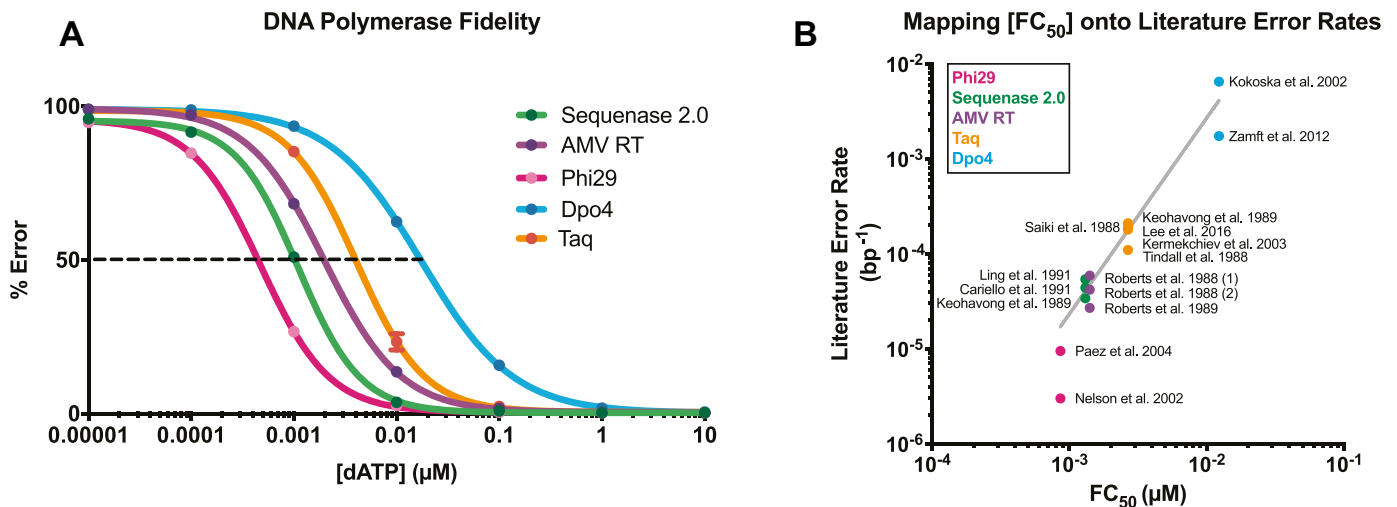 A
DNA Polymerase Fidelity
100
50
0
% Error
0.00001
0.0001
0.001
0.01
0.1
1
10
[dATP] (µM)
Sequenase 2.0
AMV RT
Phi29
Dpo4
Taq
B
Mapping [FC50] onto Literature Error Rates
10-2
10-3
10-4
10-5
10-6
Literature Error Rate
(bp-1)
Phi29
Sequenase 2.0
AMV RT
Taq
Dpo4
Kokoska et al. 2002
Zamft et al. 2012
Saiki et al. 1988
Keohavong et al. 1989
Lee et al. 2016
Kermekchiev et al. 2003
Tindall et al. 1988
Ling et al. 1991
Cariello et al. 1991
Keohavong et al. 1989
Roberts et al. 1988 (1)
Roberts et al. 1988 (2)
Roberts et al. 1989
Paez et al. 2004
Nelson et al. 2002
10-4
10-3
10-2
10-1
FC50 (µM)